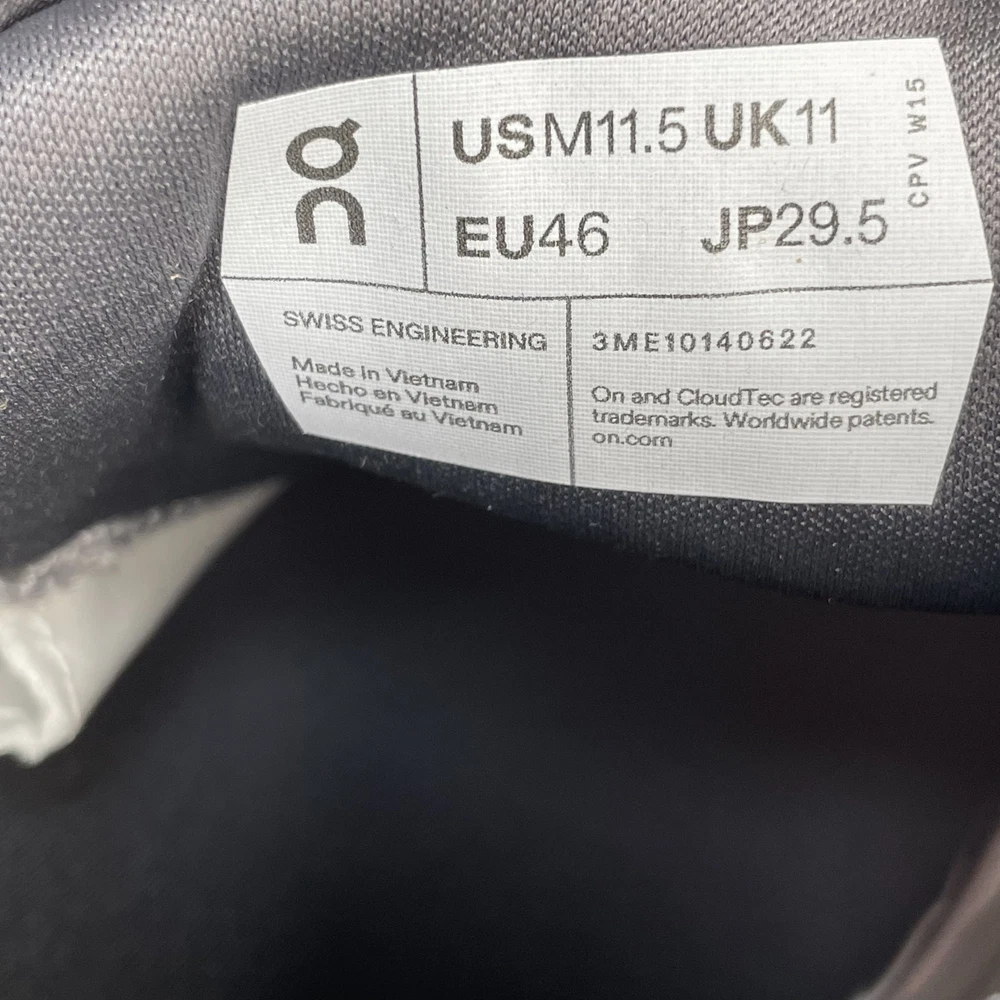 On
USM11.5 UK11
EU46 JP29.5
CPV W15
SWISS ENGINEERING
Made in Vietnam
Hecho en Vietnam
Fabriqué au Vietnam
3ME10140622
On and CloudTec are registered
trademarks. Worldwide patents.
on.com